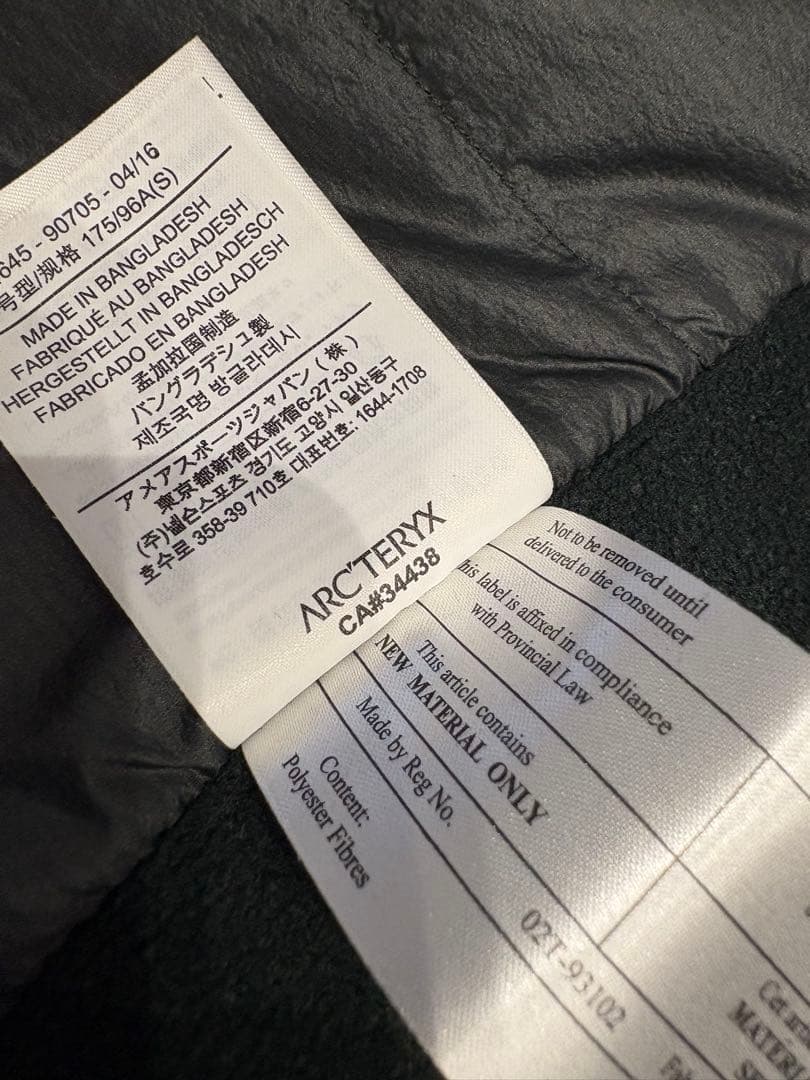 645 - 90705 - 04/16
号型/规格 175/96A(S)
MADE IN BANGLADESH
FABRIQUÉ AU BANGLADESH
HERGESTELLT IN BANGLADESCH
FABRICADO EN BANGLADESH
孟加拉国制造
バングラデシュ製
제조국명 방글라데시
アメアスポーツジャパン(株)
東京都新宿区新宿6-27-30
(주)넬슨스포츠 경기도 고양시 일산동구
호수로 358-39 710호 대표번호: 1644-1708
ARC'TERYX
CA#34438
Not to be removed until
delivered to the consumer
his label is affixed in compliance
with Provincial Law
This article contains
NEW MATERIAL ONLY
Made by Reg No.
02T-93102
Content:
Polyester Fibres
MATER